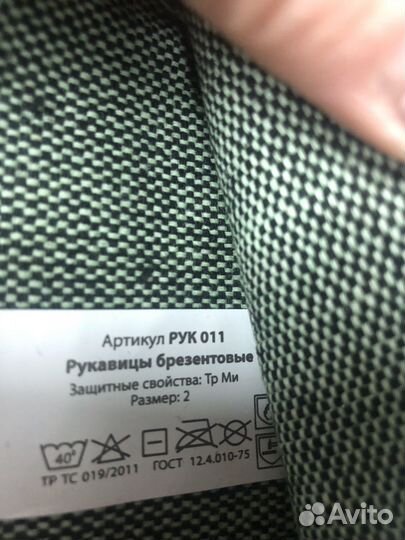 Артикул РУК 011
Рукавицы брезентовые
Защитные свойства: Тр Ми
Размер: 2
40°
ТР ТС 019/2011 ГОСТ 12.4.010-75
Avito